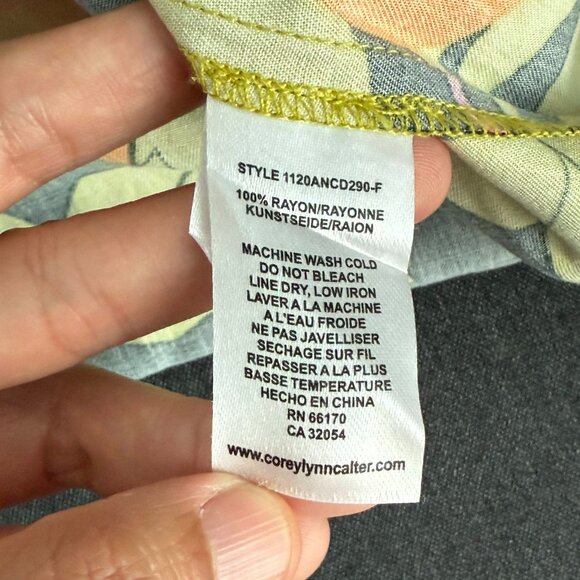 STYLE 1120ANCD290-F
100% RAYON/RAYONNE
KUNSTSEIDE/RAION
MACHINE WASH COLD
DO NOT BLEACH
LINE DRY, LOW IRON
LAVER A LA MACHINE
A L'EAU FROIDE
NE PAS JAVELLISER
SECHAGE SUR FIL
REPASSER A LA PLUS
BASSE TEMPERATURE
HECHO EN CHINA
RN 66170
CA 32054
www.coreylynncalter.com